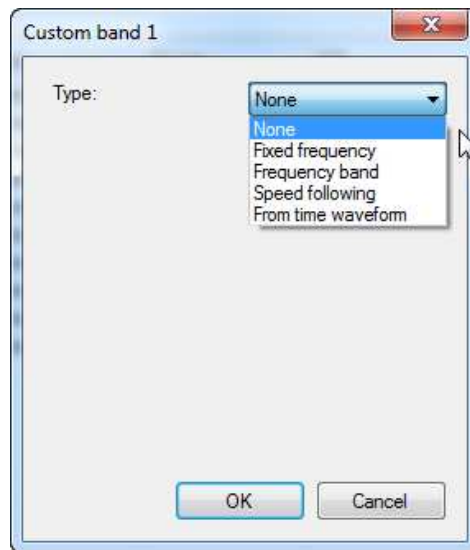 Custom band 1
Type:
None
None
Fixed frequency
Frequency band
Speed following
From time waveform
OK
Cancel